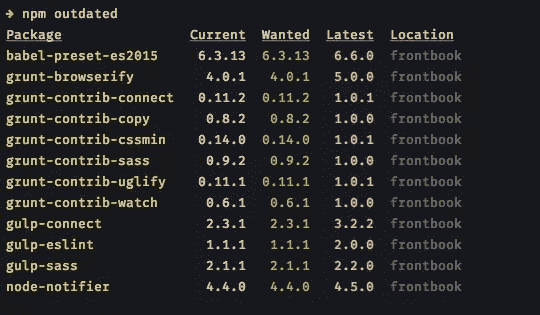 → npm outdated
Package Current Wanted Latest Location
babel-preset-es2015 6.3.13 6.3.13 6.6.0 frontbook
grunt-browserify 4.0.1 4.0.1 5.0.0 frontbook
grunt-contrib-connect 0.11.2 0.11.2 1.0.1 frontbook
grunt-contrib-copy 0.8.2 0.8.2 1.0.0 frontbook
grunt-contrib-cssmin 0.14.0 0.14.0 1.0.1 frontbook
grunt-contrib-sass 0.9.2 0.9.2 1.0.0 frontbook
grunt-contrib-uglify 0.11.1 0.11.1 1.0.1 frontbook
grunt-contrib-watch 0.6.1 0.6.1 1.0.0 frontbook
gulp-connect 2.3.1 2.3.1 3.2.2 frontbook
gulp-eslint 1.1.1 1.1.1 2.0.0 frontbook
gulp-sass 2.1.1 2.1.1 2.2.0 frontbook
node-notifier 4.4.0 4.4.0 4.5.0 frontbook